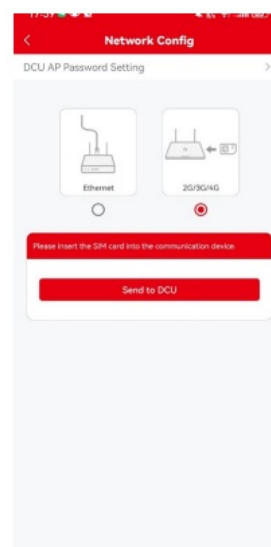 Network Config
DCU AP Password Setting
Ethernet
2G/3G/4G
Please insert the SIM card into the communication device.
Send to DCU